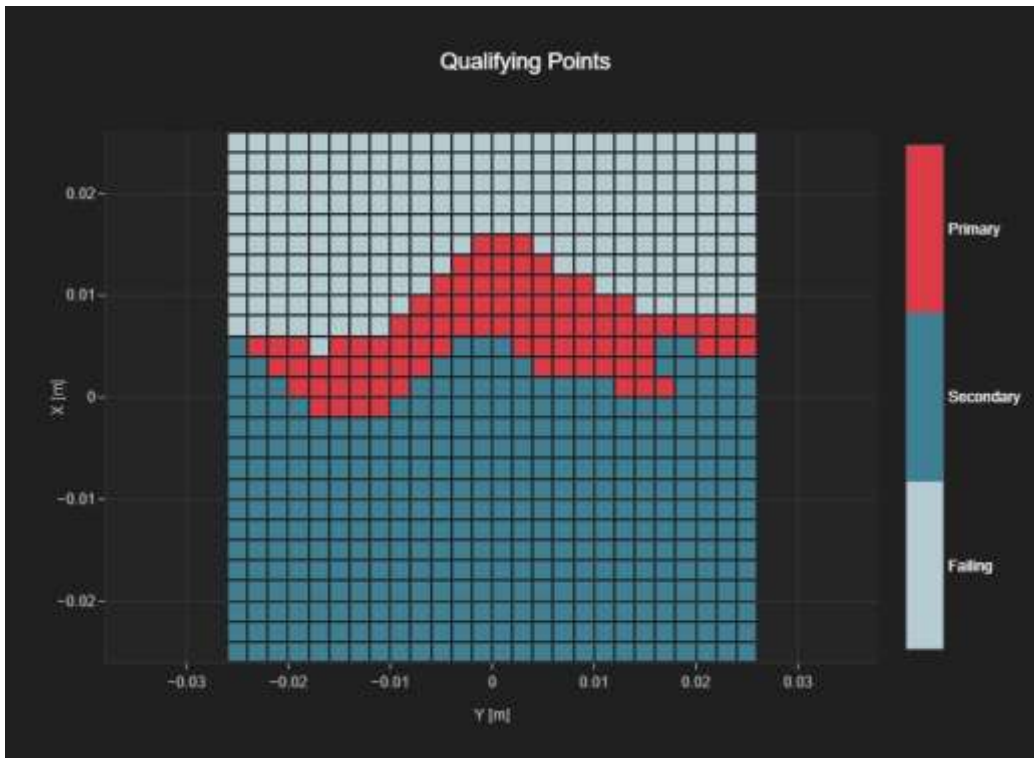 Qualifying Points
0.02
0.01
0
−0.01
−0.02
X [m]
−0.03
−0.02
−0.01
0
0.01
0.02
0.03
Y [m]
Primary
Secondary
Failing